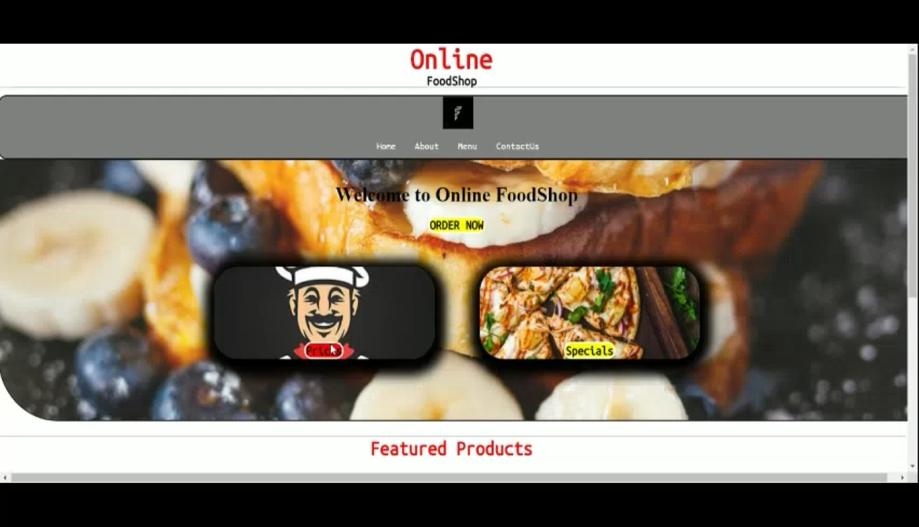 Online
FoodShop
Home About Menu ContactUs
Welcome to Online FoodShop
ORDER NOW
Specials
Featured Products